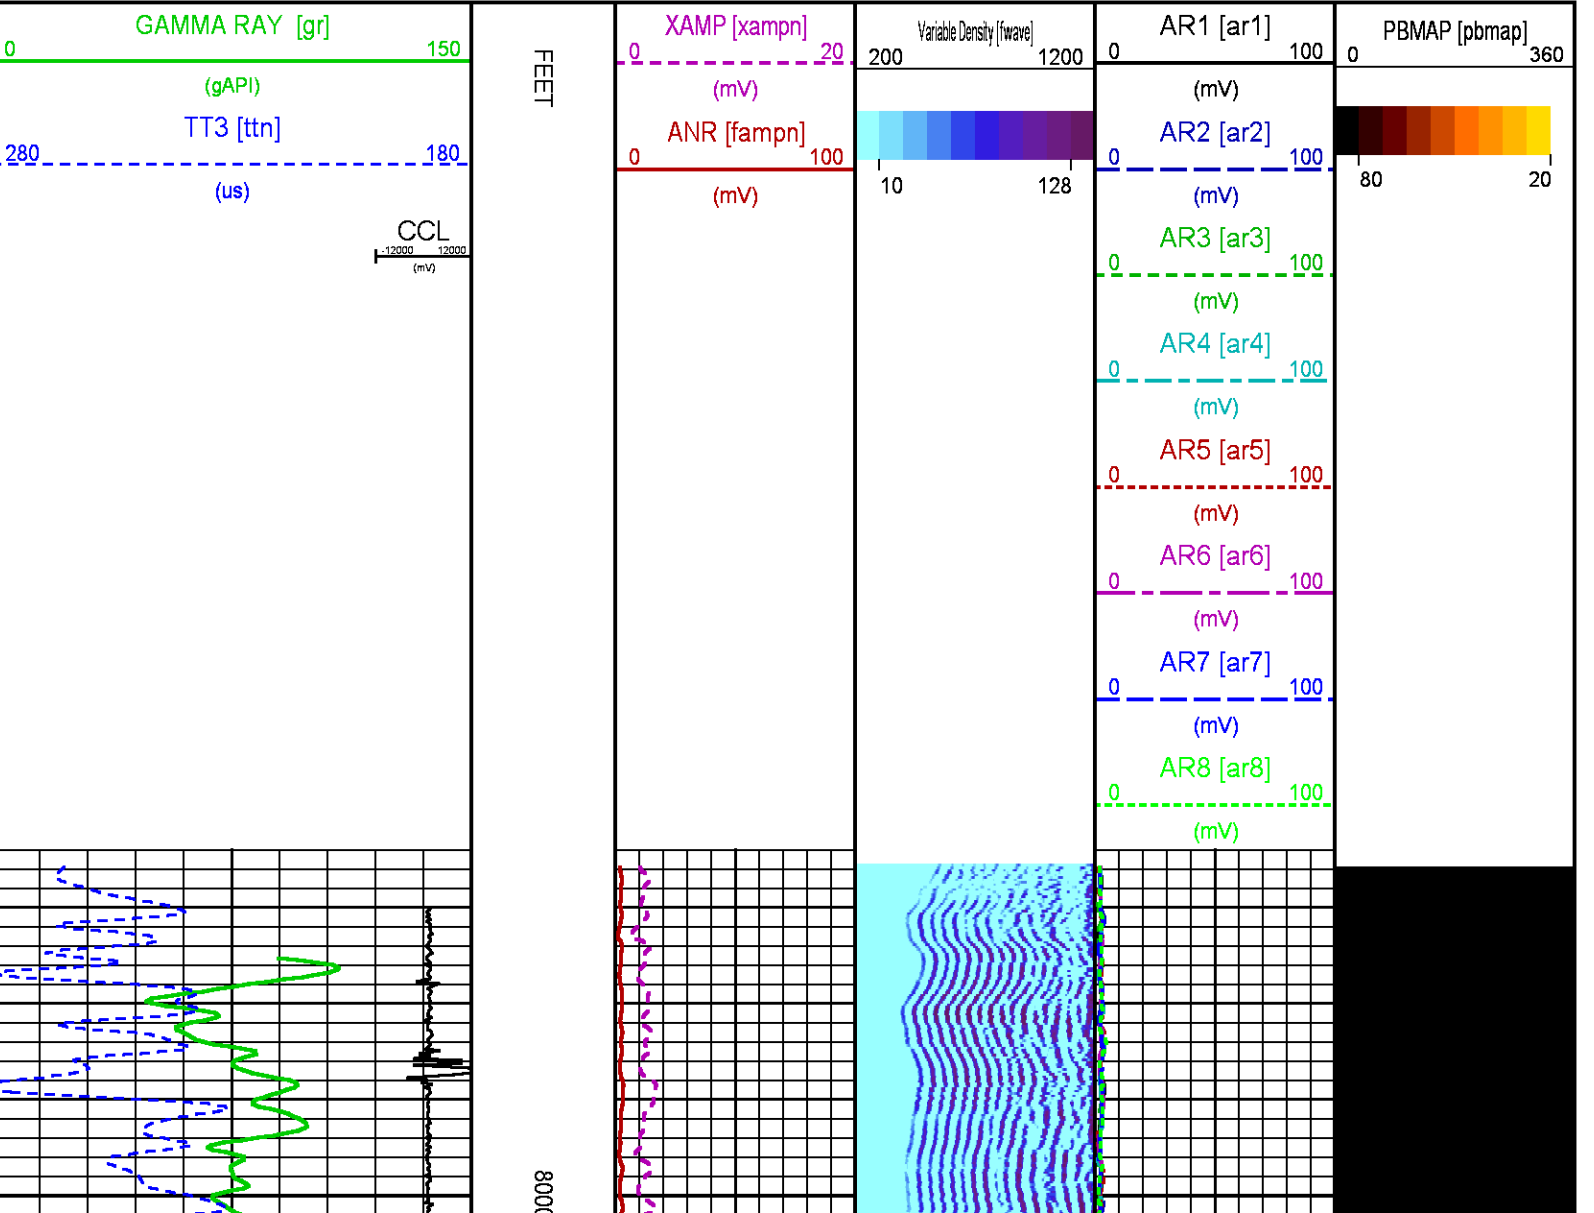 GAMMA RAY [gr]
0 150
(gAPI)
TT3 [ttn]
280 180
(us)
CCL
-12000 12000
(mV)
FEET
8000
XAMP [xampn]
0 20
(mV)
ANR [fampn]
0 100
(mV)
Variable Density [fwave]
200 1200
10 128
AR1 [ar1]
0 100
(mV)
AR2 [ar2]
0 100
(mV)
AR3 [ar3]
0 100
(mV)
AR4 [ar4]
0 100
(mV)
AR5 [ar5]
0 100
(mV)
AR6 [ar6]
0 100
(mV)
AR7 [ar7]
0 100
(mV)
AR8 [ar8]
0 100
(mV)
PBMAP [pbmap]
0 360
80 20